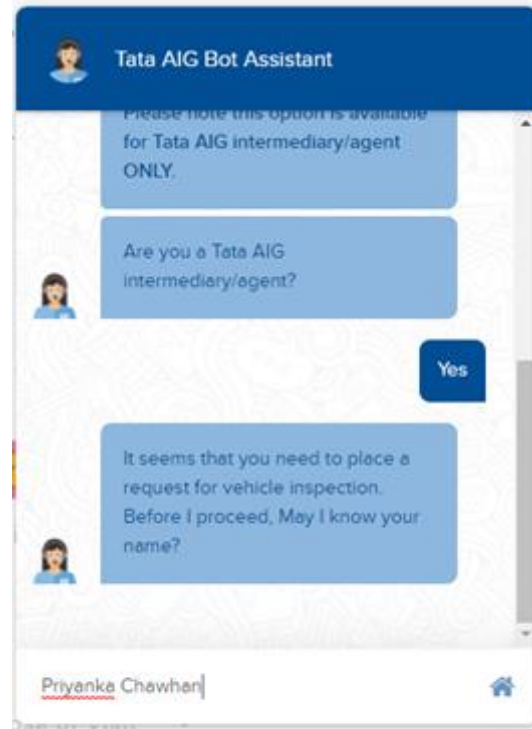 Tata AIG Bot Assistant
Please note this option is available
for Tata AIG intermediary/agent
ONLY.
Are you a Tata AIG
intermediary/agent?
Yes
It seems that you need to place a
request for vehicle inspection.
Before I proceed, May I know your
name?
Priyanka Chawhan